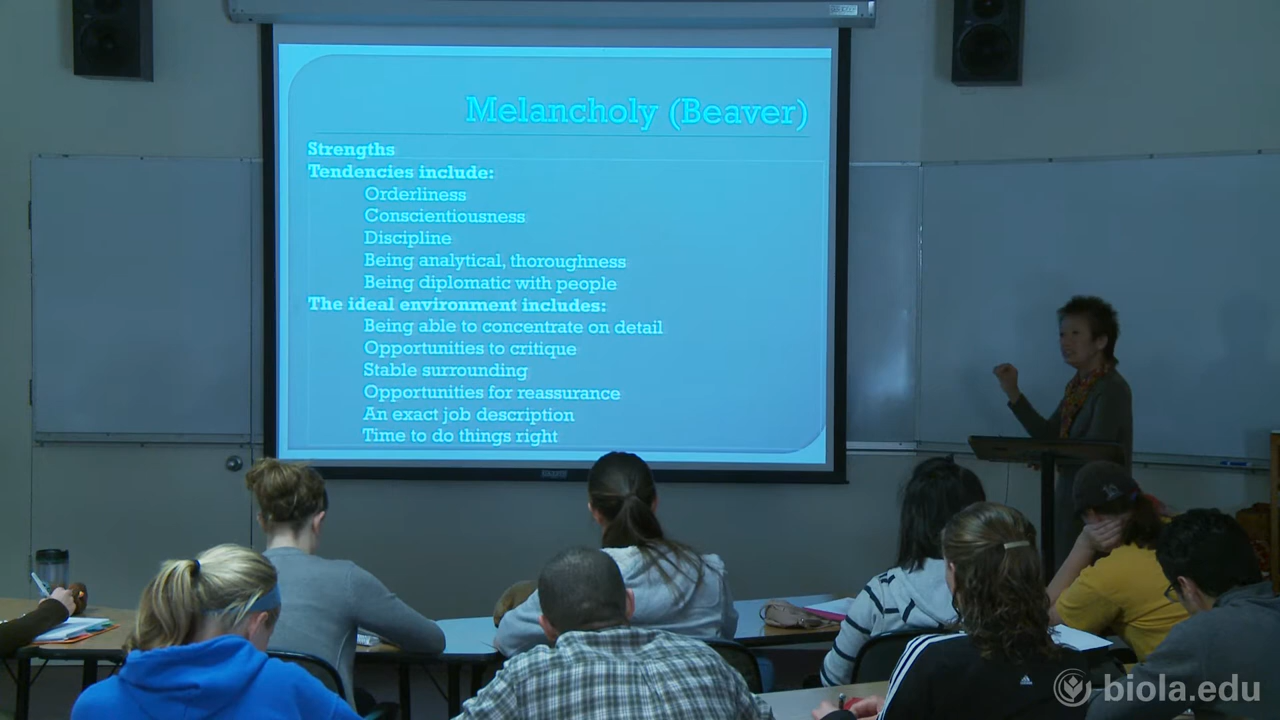 Melancholy (Beaver)
Strengths
Tendencies include:
Orderliness
Conscientiousness
Discipline
Being analytical, thoroughness
Being diplomatic with people
The ideal environment includes:
Being able to concentrate on detail
Opportunities to critique
Stable surrounding
Opportunities for reassurance
An exact job description
Time to do things right
biola.edu